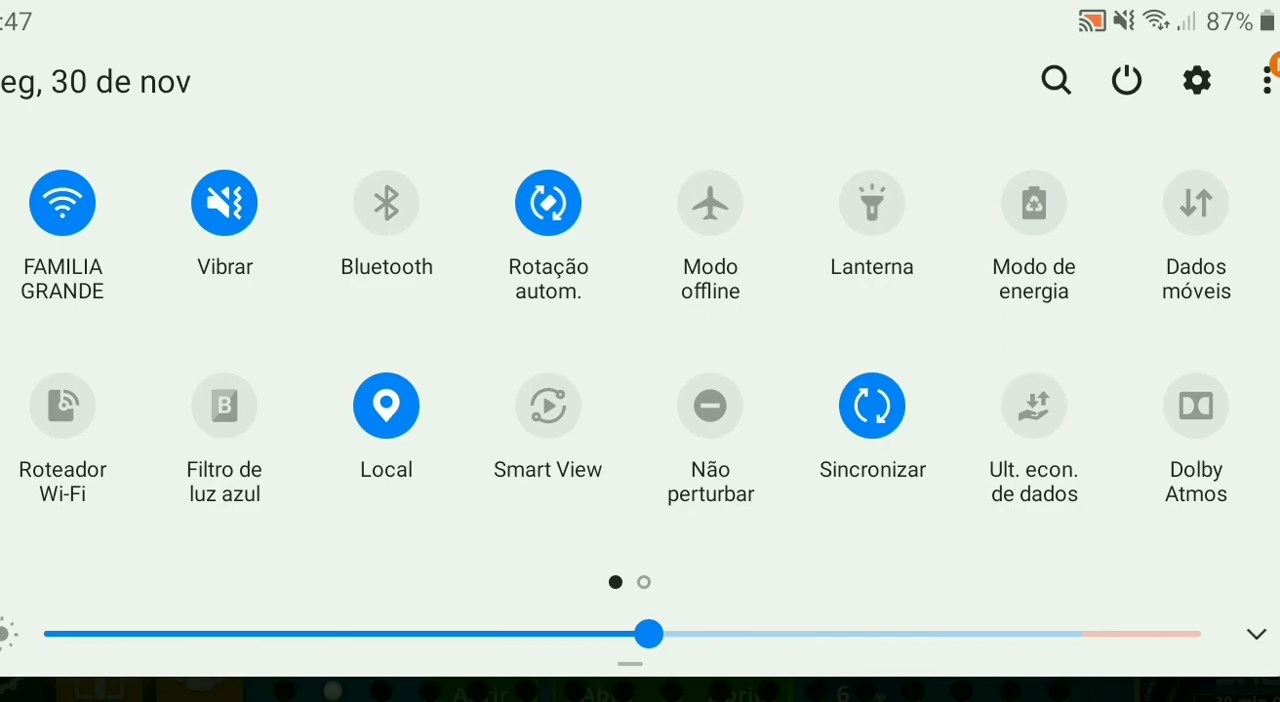 :47
87%
eg, 30 de nov
FAMILIA
GRANDE
Vibrar
Bluetooth
Rotação
autom.
Modo
offline
Lanterna
Modo de
energia
Dados
móveis
Roteador
Wi-Fi
Filtro de
luz azul
Local
Smart View
Não
perturbar
Sincronizar
Ult. econ.
de dados
Dolby
Atmos